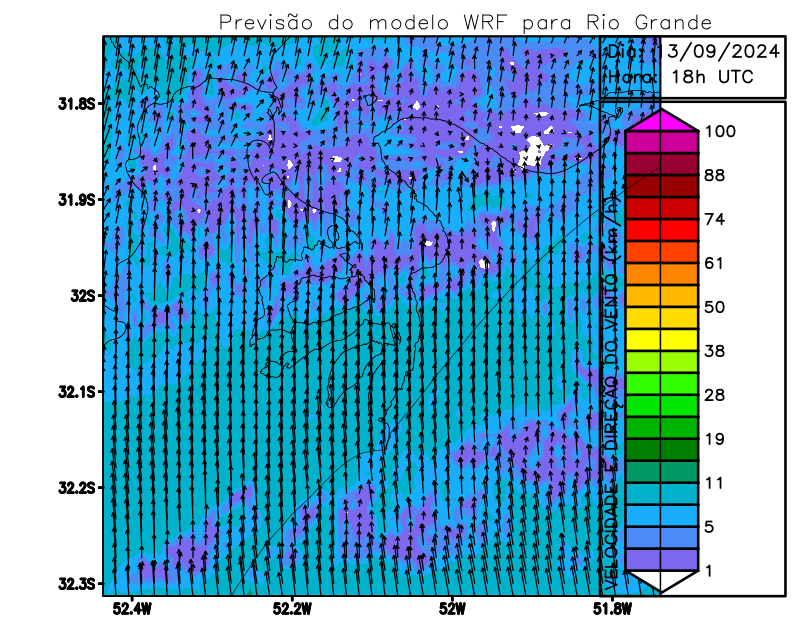 Previsão do modelo WRF para Rio Grande
Dia: 13/09/2024
Hora: 18h UTC
31.8S
31.9S
32S
32.1S
32.2S
32.3S
52.4W
52.2W
52W
51.8W
VELOCIDADE E DIREÇÃO DO VENTO (km/h)
100
88
74
61
50
38
28
19
11
5
1